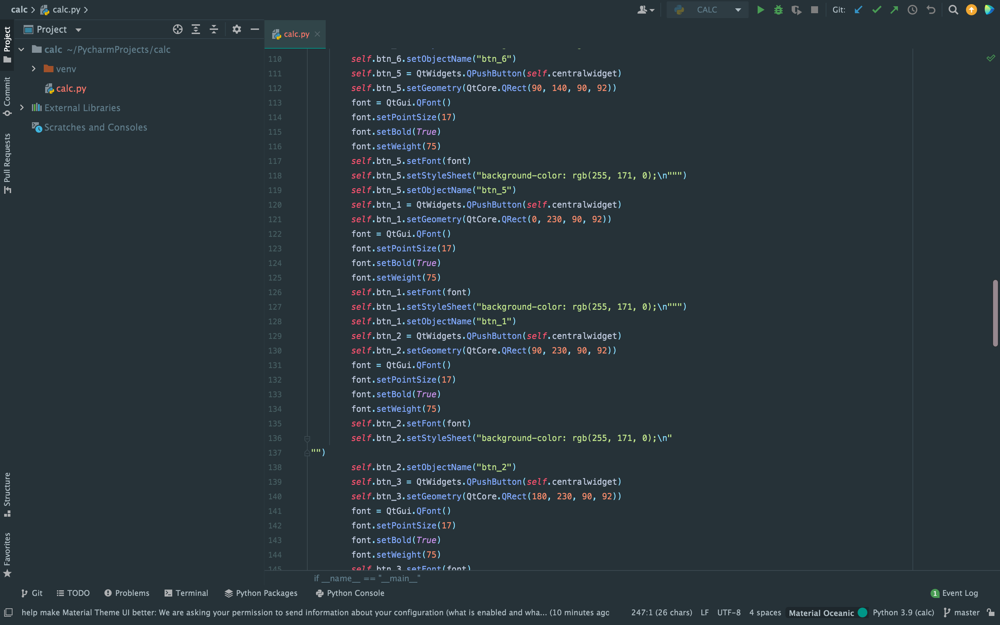 calc
calc.py
CALC
Git:
Project
Commit
Pull Requests
Structure
Favorites
Project
calc ~/PycharmProjects/calc
venv
calc.py
External Libraries
Scratches and Consoles
calc.py
110 self.btn_6.setObjectName("btn_6")
111 self.btn_5 = QtWidgets.QPushButton(self.centralwidget)
112 self.btn_5.setGeometry(QtCore.QRect(90, 140, 90, 92))
113 font = QtGui.QFont()
114 font.setPointSize(17)
115 font.setBold(True)
116 font.setWeight(75)
117 self.btn_5.setFont(font)
118 self.btn_5.setStyleSheet("background-color: rgb(255, 171, 0);\n""")
119 self.btn_5.setObjectName("btn_5")
120 self.btn_1 = QtWidgets.QPushButton(self.centralwidget)
121 self.btn_1.setGeometry(QtCore.QRect(0, 230, 90, 92))
122 font = QtGui.QFont()
123 font.setPointSize(17)
124 font.setBold(True)
125 font.setWeight(75)
126 self.btn_1.setFont(font)
127 self.btn_1.setStyleSheet("background-color: rgb(255, 171, 0);\n""")
128 self.btn_1.setObjectName("btn_1")
129 self.btn_2 = QtWidgets.QPushButton(self.centralwidget)
130 self.btn_2.setGeometry(QtCore.QRect(90, 230, 90, 92))
131 font = QtGui.QFont()
132 font.setPointSize(17)
133 font.setBold(True)
134 font.setWeight(75)
135 self.btn_2.setFont(font)
136 self.btn_2.setStyleSheet("background-color: rgb(255, 171, 0);\n"
137 "")
138 self.btn_2.setObjectName("btn_2")
139 self.btn_3 = QtWidgets.QPushButton(self.centralwidget)
140 self.btn_3.setGeometry(QtCore.QRect(180, 230, 90, 92))
141 font = QtGui.QFont()
142 font.setPointSize(17)
143 font.setBold(True)
144 font.setWeight(75)
145 self.btn_3.setFont(font)
if __name__ == "__main__"
Git TODO Problems Terminal Python Packages Python Console 1 Event Log
help make Material Theme UI better: We are asking your permission to send information about your configuration (what is enabled and wha... (10 minutes ago 247:1 (26 chars) LF UTF-8 4 spaces Material Oceanic Python 3.9 (calc) master